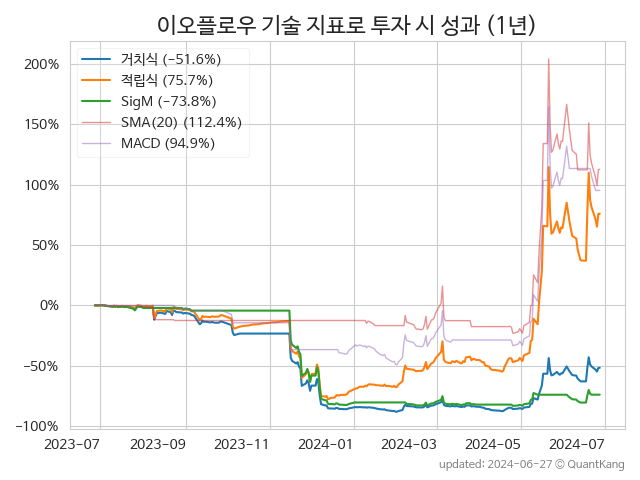 이오플로우 기술 지표로 투자 시 성과 (1년)
거치식 (−51.6%)
적립식 (75.7%)
SigM (−73.8%)
SMA(20) (112.4%)
MACD (94.9%)
200%
150%
100%
50%
0%
−50%
−100%
2023-07 2023-09 2023-11 2024-01 2024-03 2024-05 2024-07
updated: 2024-06-27 © QuantKang